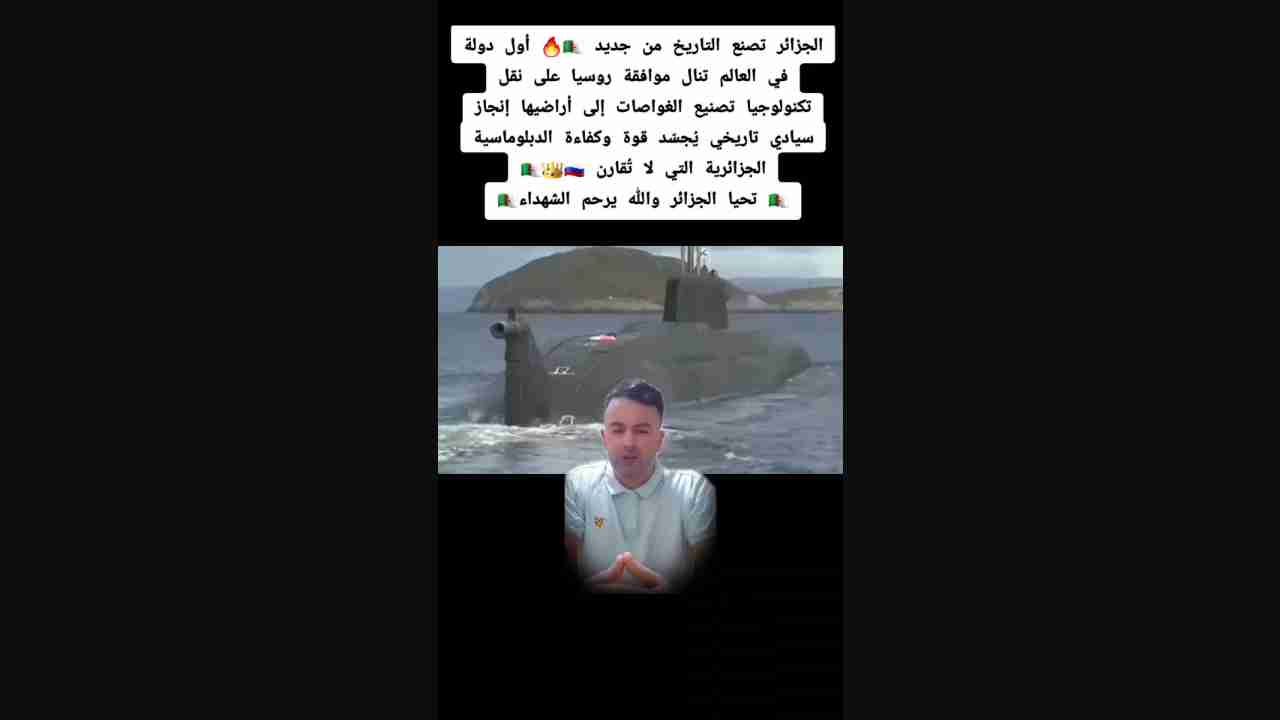 الجزائر تصنع التاريخ من جديد 🇩🇿🔥 أول دولة
في العالم تنال موافقة روسيا على نقل
تكنولوجيا تصنيع الغواصات إلى أراضيها إنجاز
سيادي تاريخي يُجسّد قوة وكفاءة الدبلوماسية
الجزائرية التي لا تُقارن 🇷🇺👑🇩🇿
🇩🇿 تحيا الجزائر والله يرحم الشهداء🇩🇿